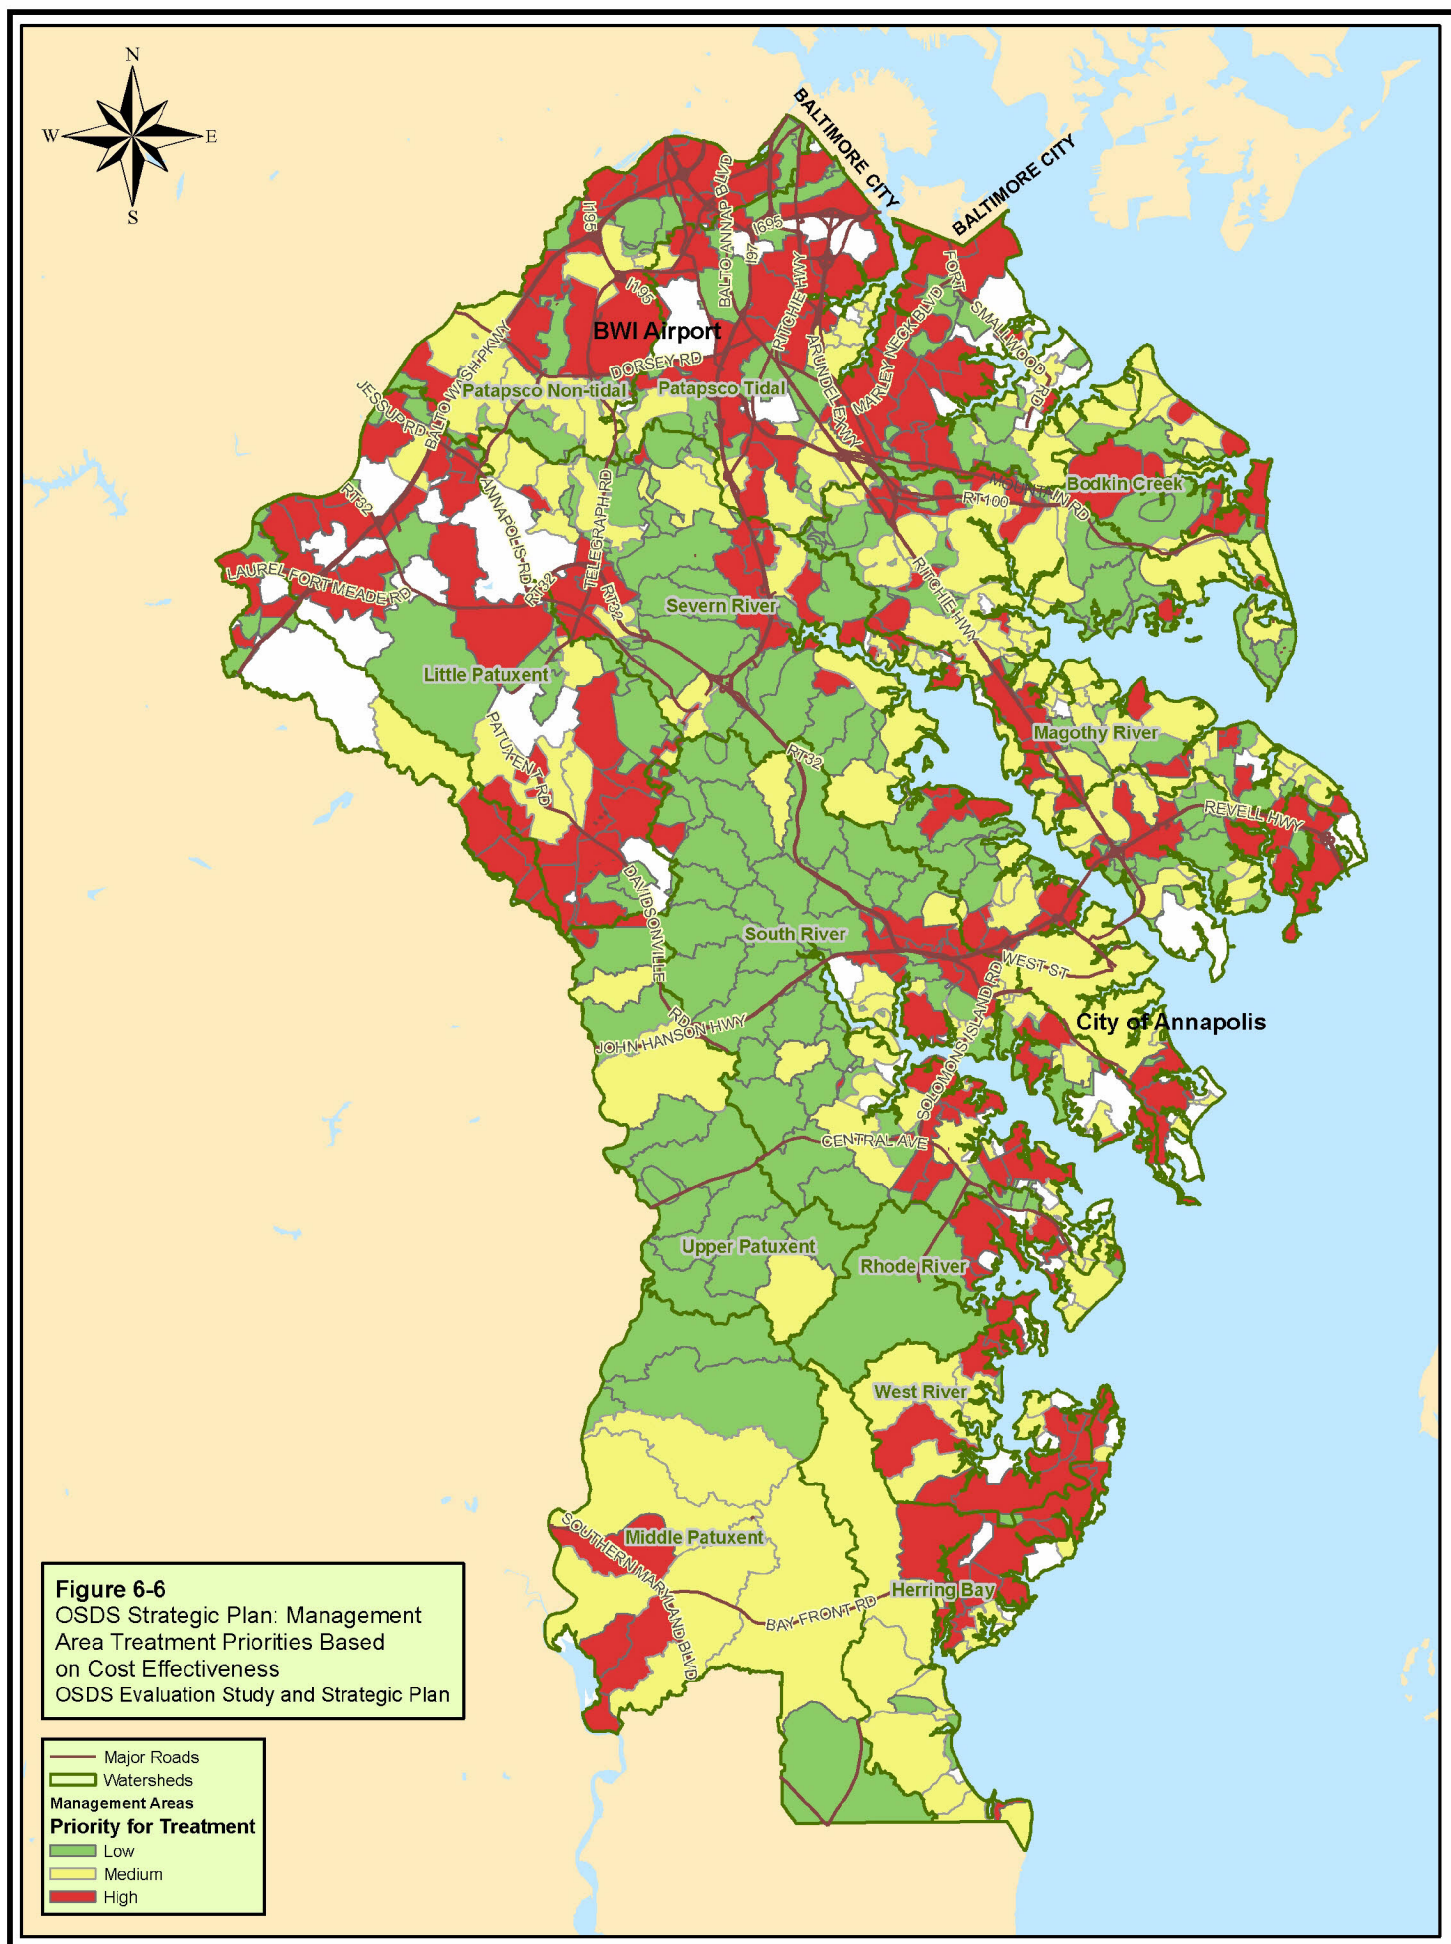 N
W
E
S
BALTIMORE CITY
BALTIMORE CITY
BALTO ANNAP BLVD
I195
I695
I97
FORT SMALLWOOD RD
I195
RITCHIE HWY
MARLEY NECK BLVD
BWI Airport
ARUNDEL EXWY
BALTO WASH PKWY
DORSEY RD
JESSUP RD
Patapsco Non-tidal
Patapsco Tidal
RT32
ANNAPOLIS RD
TELEGRAPH RD
MOUNTAIN RD
Bodkin Creek
RT100
LAUREL FORT MEADE RD
RT32
RT32
RITCHIE HWY
Severn River
Little Patuxent
PATUXENT RD
RT32
Magothy River
REVELL HWY
DAVIDSONVILLE RD
South River
WEST ST
SOLOMONS ISLAND RD
City of Annapolis
JOHN HANSON HWY
CENTRAL AVE
Upper Patuxent
Rhode River
West River
SOUTHERN MARYLAND BLVD
Middle Patuxent
Herring Bay
BAY FRONT RD
Figure 6-6
OSDS Strategic Plan: Management
Area Treatment Priorities Based
on Cost Effectiveness
OSDS Evaluation Study and Strategic Plan
Major Roads
Watersheds
Management Areas
Priority for Treatment
Low
Medium
High